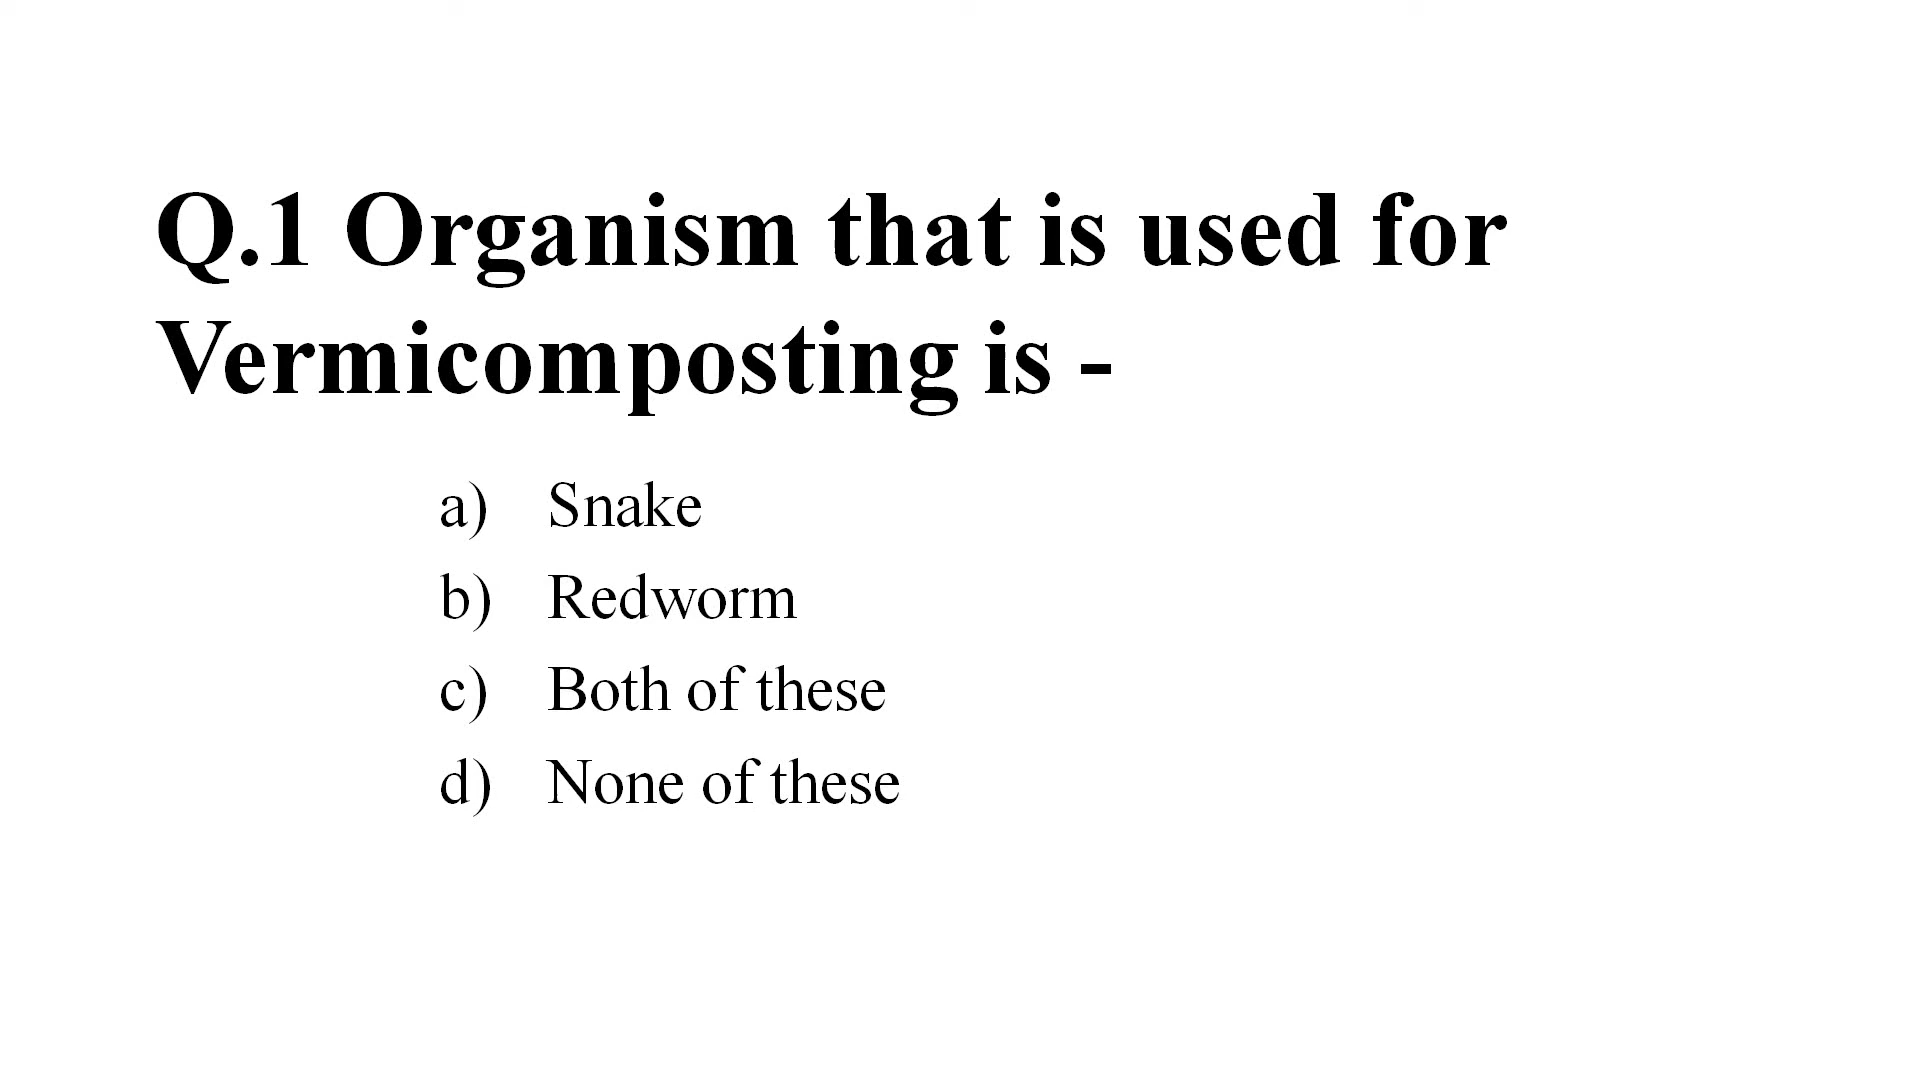 Q.1 Organism that is used for
Vermicomposting is -
a) Snake
b) Redworm
c) Both of these
d) None of these